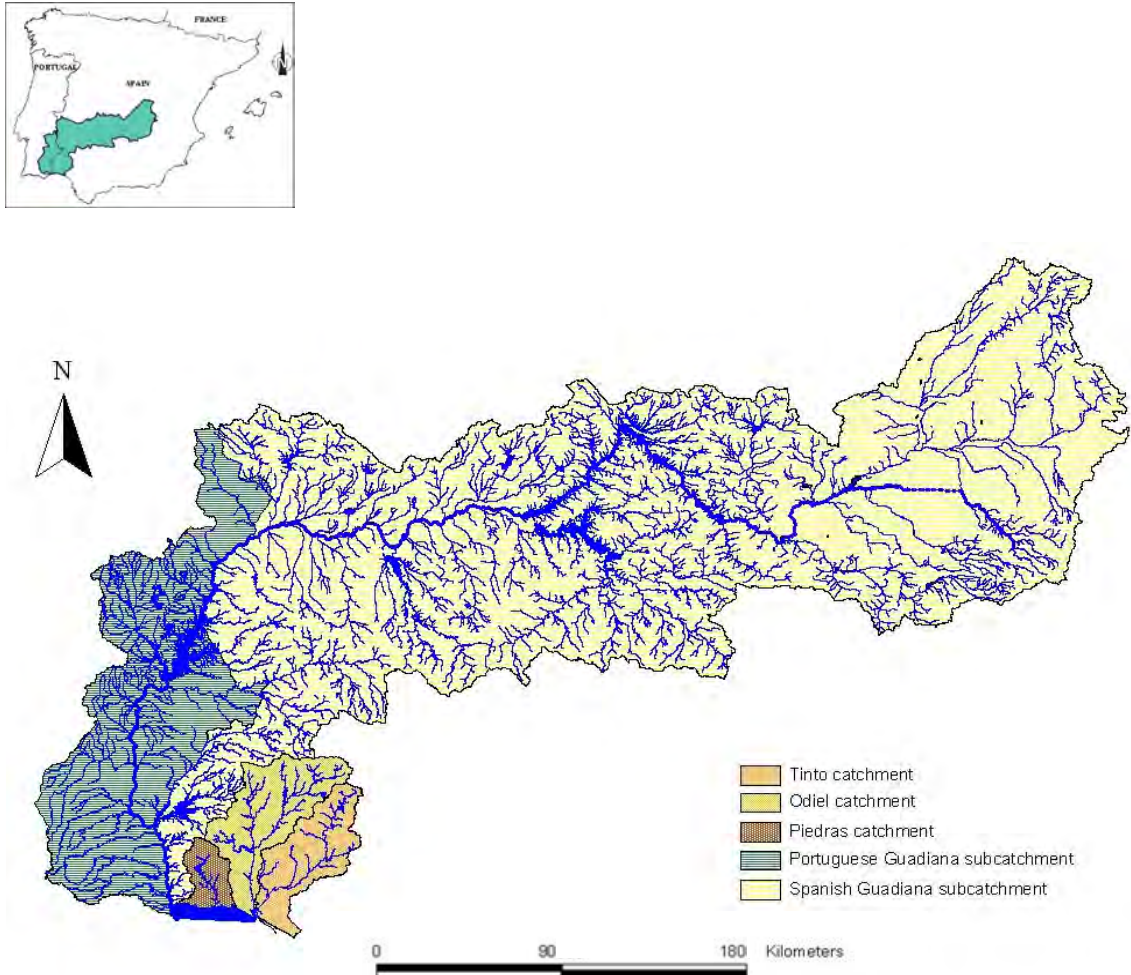 FRANCE
PORTUGAL
SPAIN
N
N
Tinto catchment
Odiel catchment
Piedras catchment
Portuguese Guadiana subcatchment
Spanish Guadiana subcatchment
0 90 180 Kilometers